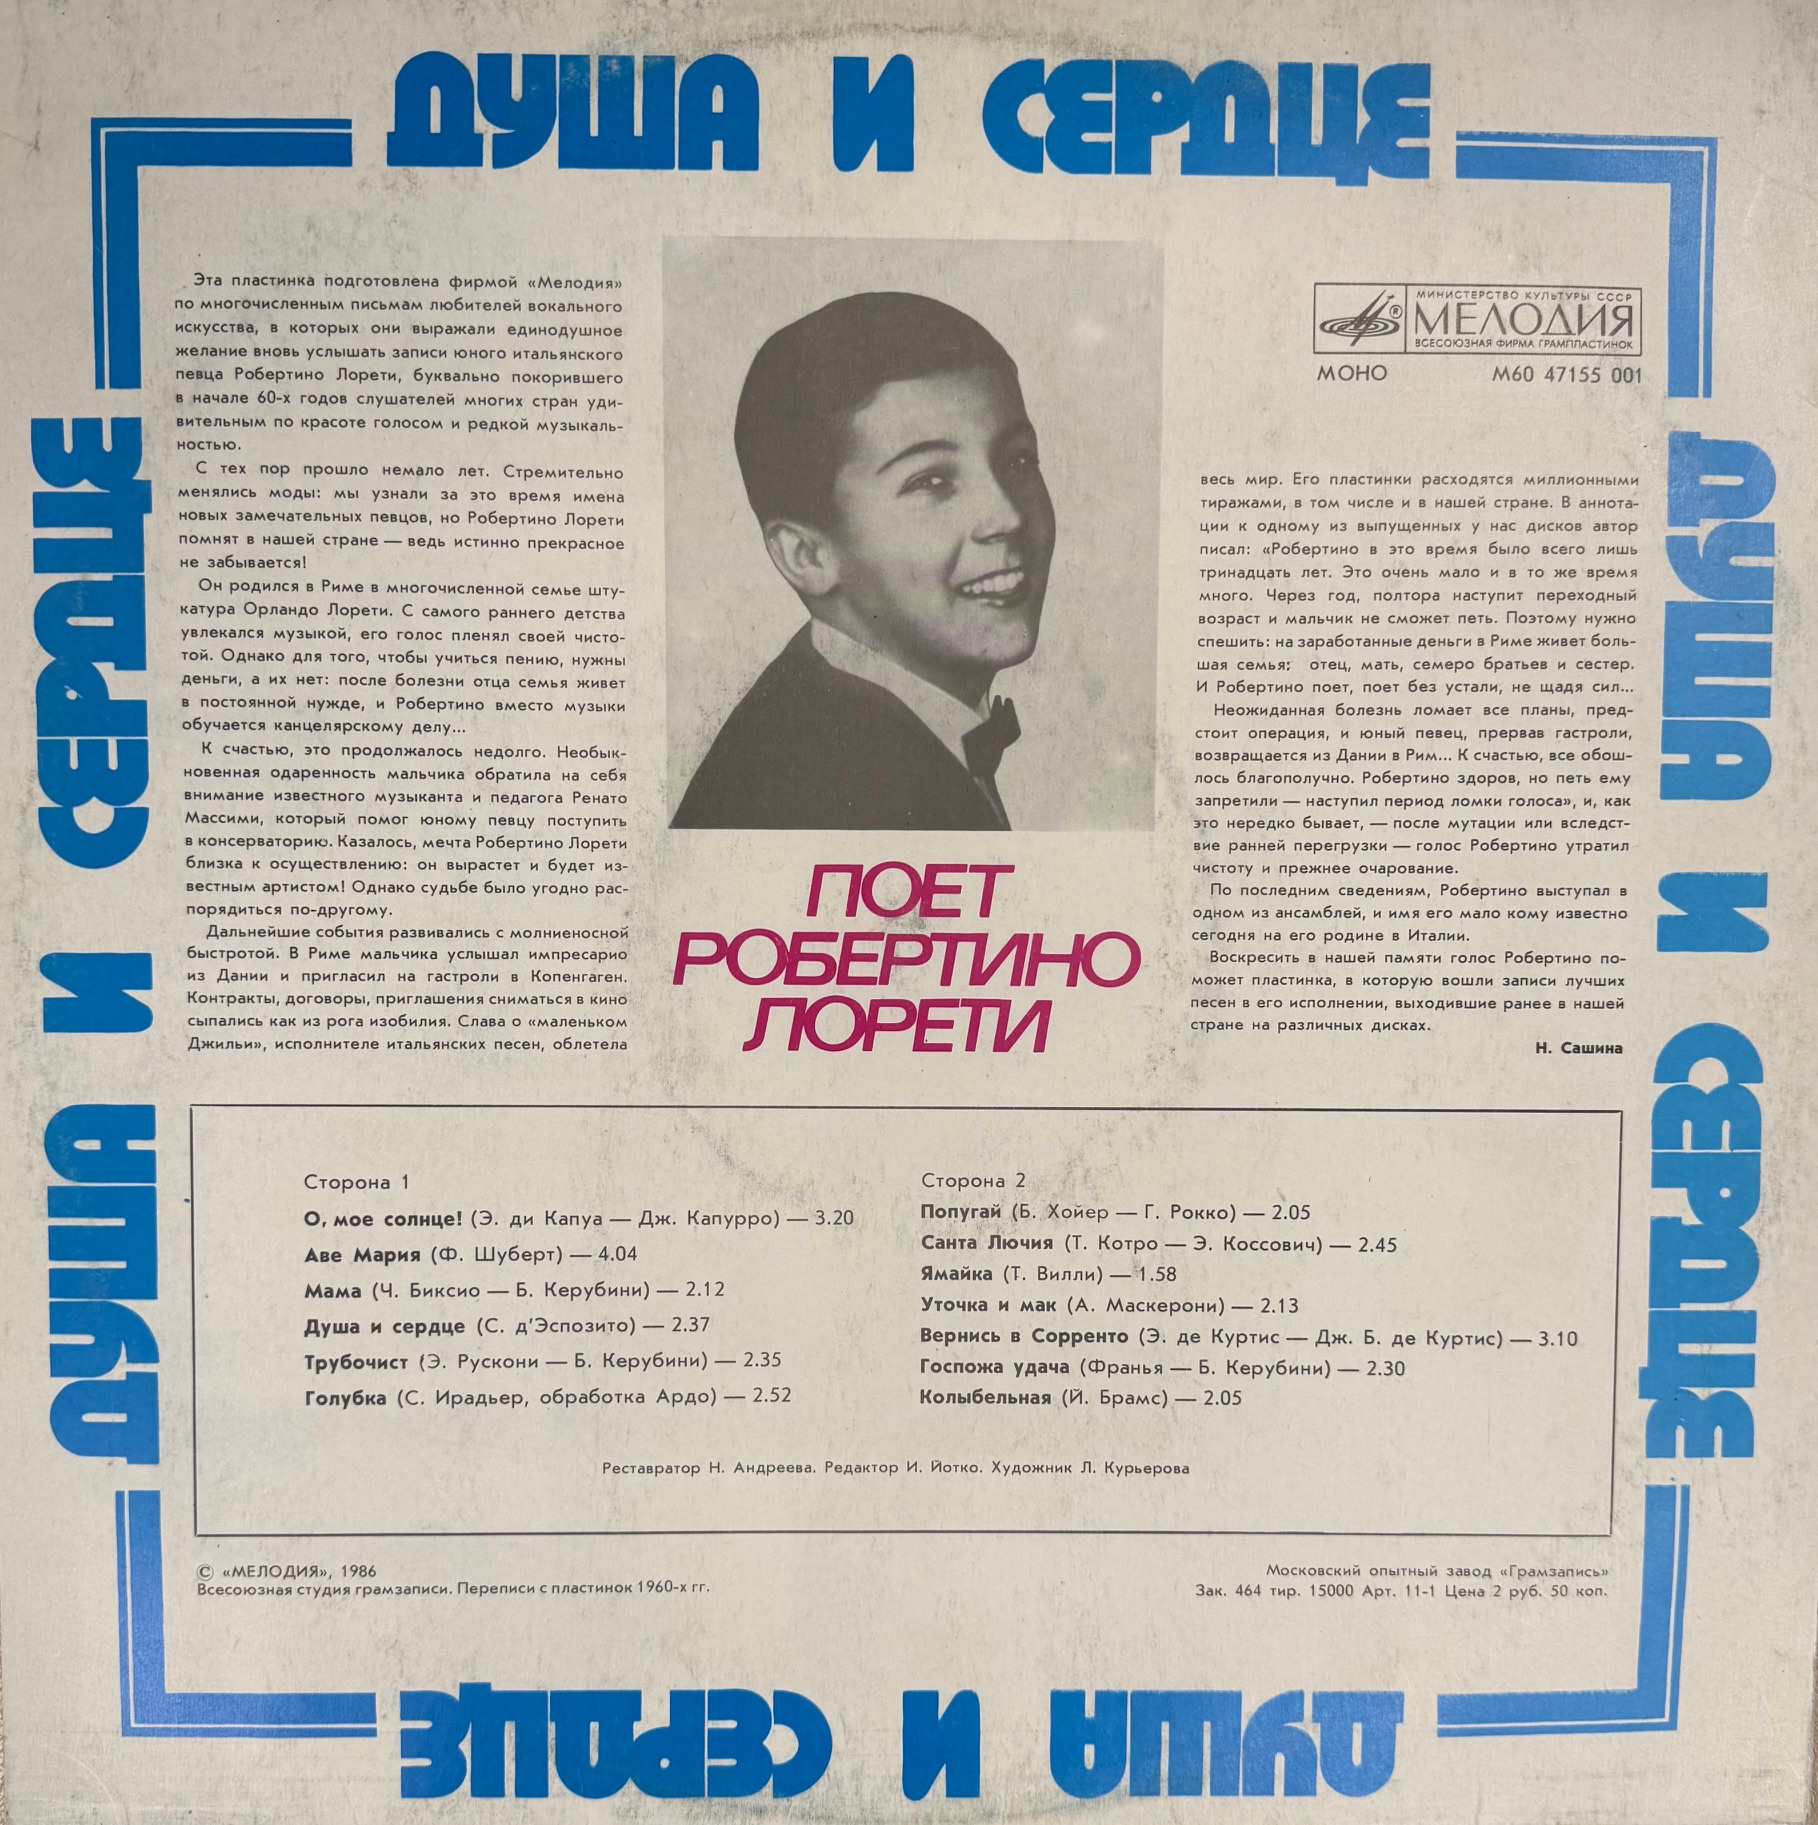 ДУША И СЕРДЦЕ
Эта пластинка подготовлена фирмой «Мелодия»
по многочисленным письмам любителей вокального
искусства, в которых они выражали единодушное
желание вновь услышать записи юного итальянского
певца Робертино Лорети, буквально покорившего
в начале 60-х годов слушателей многих стран уди-
вительным по красоте голосом и редкой музыкаль-
ностью.
С тех пор прошло немало лет. Стремительно
менялись моды: мы узнали за это время имена
новых замечательных певцов, но Робертино Лорети
помнят в нашей стране — ведь истинно прекрасное
не забывается!
Он родился в Риме в многочисленной семье шту-
катура Орландо Лорети. С самого раннего детства
увлекался музыкой, его голос пленял своей чисто-
той. Однако для того, чтобы учиться пению, нужны
деньги, а их нет: после болезни отца семья живет
в постоянной нужде, и Робертино вместо музыки
обучается канцелярскому делу...
К счастью, это продолжалось недолго. Необык-
новенная одаренность мальчика обратила на себя
внимание известного музыканта и педагога Ренато
Массими, который помог юному певцу поступить
в консерваторию. Казалось, мечта Робертино Лорети
близка к осуществлению: он вырастет и будет из-
вестным артистом! Однако судьбе было угодно рас-
порядиться по-другому.
Дальнейшие события развивались с молниеносной
быстротой. В Риме мальчика услышал импресарио
из Дании и пригласил на гастроли в Копенгаген.
Контракты, договоры, приглашения сниматься в кино
сыпались как из рога изобилия. Слава о «маленьком
Джильи», исполнителе итальянских песен, облетела
ПОЕТ
РОБЕРТИНО
ЛОРЕТИ
МИНИСТЕРСТВО КУЛЬТУРЫ СССР
® МЕЛОДИЯ
ВСЕСОЮЗНАЯ ФИРМА ГРАМПЛАСТИНОК
МОНО М60 47155 001
весь мир. Его пластинки расходятся миллионными
тиражами, в том числе и в нашей стране. В аннота-
ции к одному из выпущенных у нас дисков автор
писал: «Робертино в это время было всего лишь
тринадцать лет. Это очень мало и в то же время
много. Через год, полтора наступит переходный
возраст и мальчик не сможет петь. Поэтому нужно
спешить: на заработанные деньги в Риме живет боль-
шая семья: отец, мать, семеро братьев и сестер.
И Робертино поет, поет без устали, не щадя сил...
Неожиданная болезнь ломает все планы, пред-
стоит операция, и юный певец, прервав гастроли,
возвращается из Дании в Рим... К счастью, все обош-
лось благополучно. Робертино здоров, но петь ему
запретили — наступил период ломки голоса», и, как
это нередко бывает, — после мутации или вследст-
вие ранней перегрузки — голос Робертино утратил
чистоту и прежнее очарование.
По последним сведениям, Робертино выступал в
одном из ансамблей, и имя его мало кому известно
сегодня на его родине в Италии.
Воскресить в нашей памяти голос Робертино по-
может пластинка, в которую вошли записи лучших
песен в его исполнении, выходившие ранее в нашей
стране на различных дисках.
Н. Сашина
Сторона 1
О, мое солнце! (Э. ди Капуа — Дж. Капурро) — 3.20
Аве Мария (Ф. Шуберт) — 4.04
Мама (Ч. Биксио — Б. Керубини) — 2.12
Душа и сердце (С. д'Эспозито) — 2.37
Трубочист (Э. Рускони — Б. Керубини) — 2.35
Голубка (С. Ирадьер, обработка Ардо) — 2.52
Сторона 2
Попугай (Б. Хойер — Г. Рокко) — 2.05
Санта Лючия (Т. Котро — Э. Коссович) — 2.45
Ямайка (Т. Вилли) — 1.58
Уточка и мак (А. Маскерони) — 2.13
Вернись в Сорренто (Э. де Куртис — Дж. Б. де Куртис) — 3.10
Госпожа удача (Франья — Б. Керубини) — 2.30
Колыбельная (Й. Брамс) — 2.05
Реставратор Н. Андреева. Редактор И. Йотко. Художник Л. Курьерова
© «МЕЛОДИЯ», 1986
Всесоюзная студия грамзаписи. Переписи с пластинок 1960-х гг.
Московский опытный завод «Грамзапись»
Зак. 464 тир. 15000 Арт. 11-1 Цена 2 руб. 50 коп.
ДУША И СЕРДЦЕ
ДУША И СЕРДЦЕ
ДУША И СЕРДЦЕ